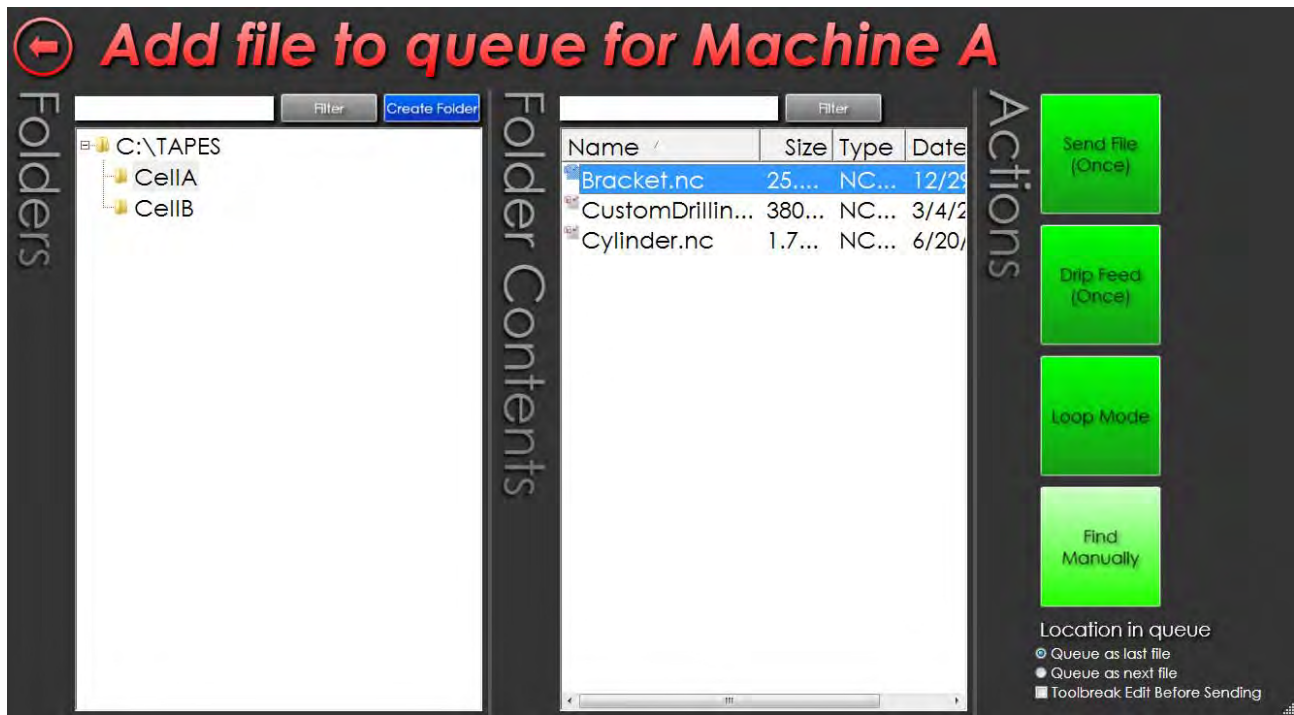 Add file to queue for Machine A
Folders
Filter
Create Folder
C:\TAPES
CellA
CellB
Folder Contents
Filter
Name Size Type Date
Bracket.nc 25.... NC... 12/29
CustomDrillin... 380... NC... 3/4/2
Cylinder.nc 1.7... NC... 6/20/
Actions
Send File
(Once)
Drip Feed
(Once)
Loop Mode
Find
Manually
Location in queue
Queue as last file
Queue as next file
Toolbreak Edit Before Sending